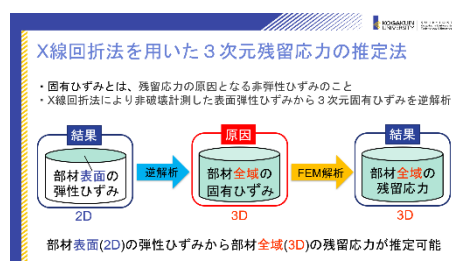 KOGAKUIN
UNIVERSITY
X線回折法を用いた3次元残留応力の推定法
・固有ひずみとは、残留応力の原因となる非弾性ひずみのこと
・X線回折法により非破壊計測した表面弾性ひずみから3次元固有ひずみを逆解析
結果
原因
結果
部材表面の
弾性ひずみ
逆解析
部材全域の
固有ひずみ
FEM解析
部材全域の
残留応力
2D
3D
3D
部材表面(2D)の弾性ひずみから部材全域(3D)の残留応力が推定可能